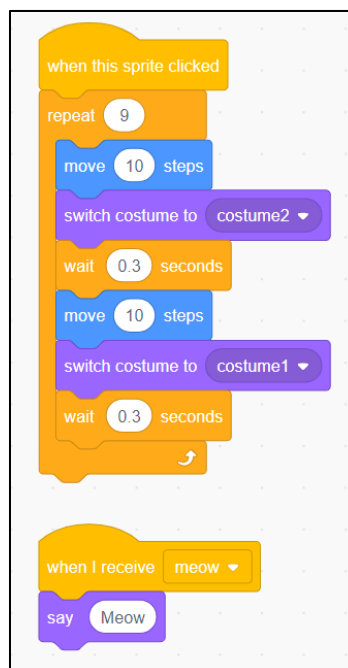 when this sprite clicked
repeat 9
move 10 steps
switch costume to costume2
wait 0.3 seconds
move 10 steps
switch costume to costume1
wait 0.3 seconds
when I receive meow
say Meow